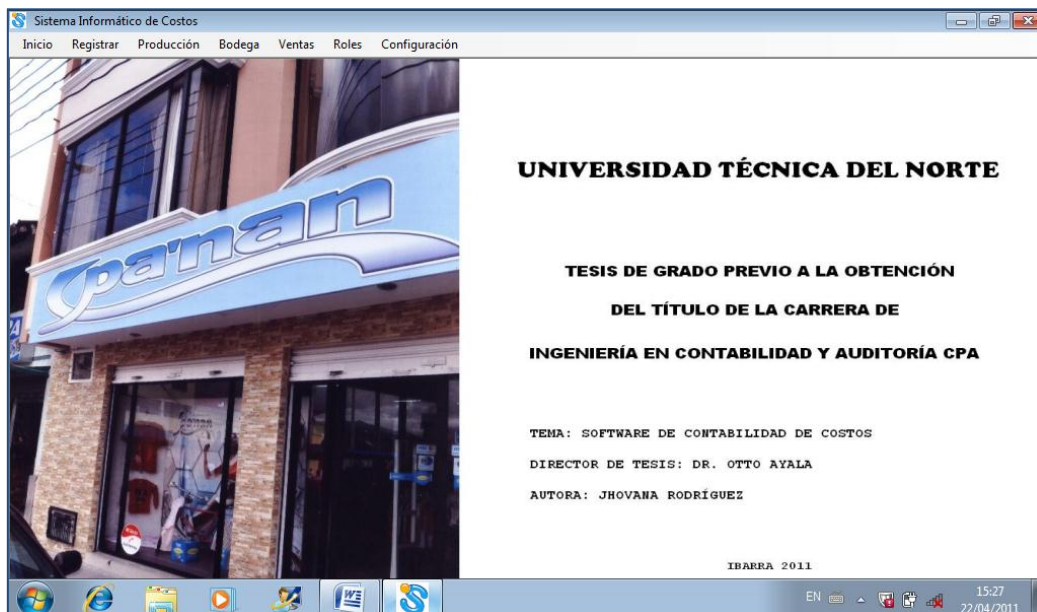 Sistema Informático de Costos
Inicio Registrar Producción Bodega Ventas Roles Configuración
pa'nan
UNIVERSIDAD TÉCNICA DEL NORTE
TESIS DE GRADO PREVIO A LA OBTENCIÓN
DEL TÍTULO DE LA CARRERA DE
INGENIERÍA EN CONTABILIDAD Y AUDITORÍA CPA
TEMA: SOFTWARE DE CONTABILIDAD DE COSTOS
DIRECTOR DE TESIS: DR. OTTO AYALA
AUTORA: JHOVANA RODRÍGUEZ
IBARRA 2011
EN
15:27
22/04/2011